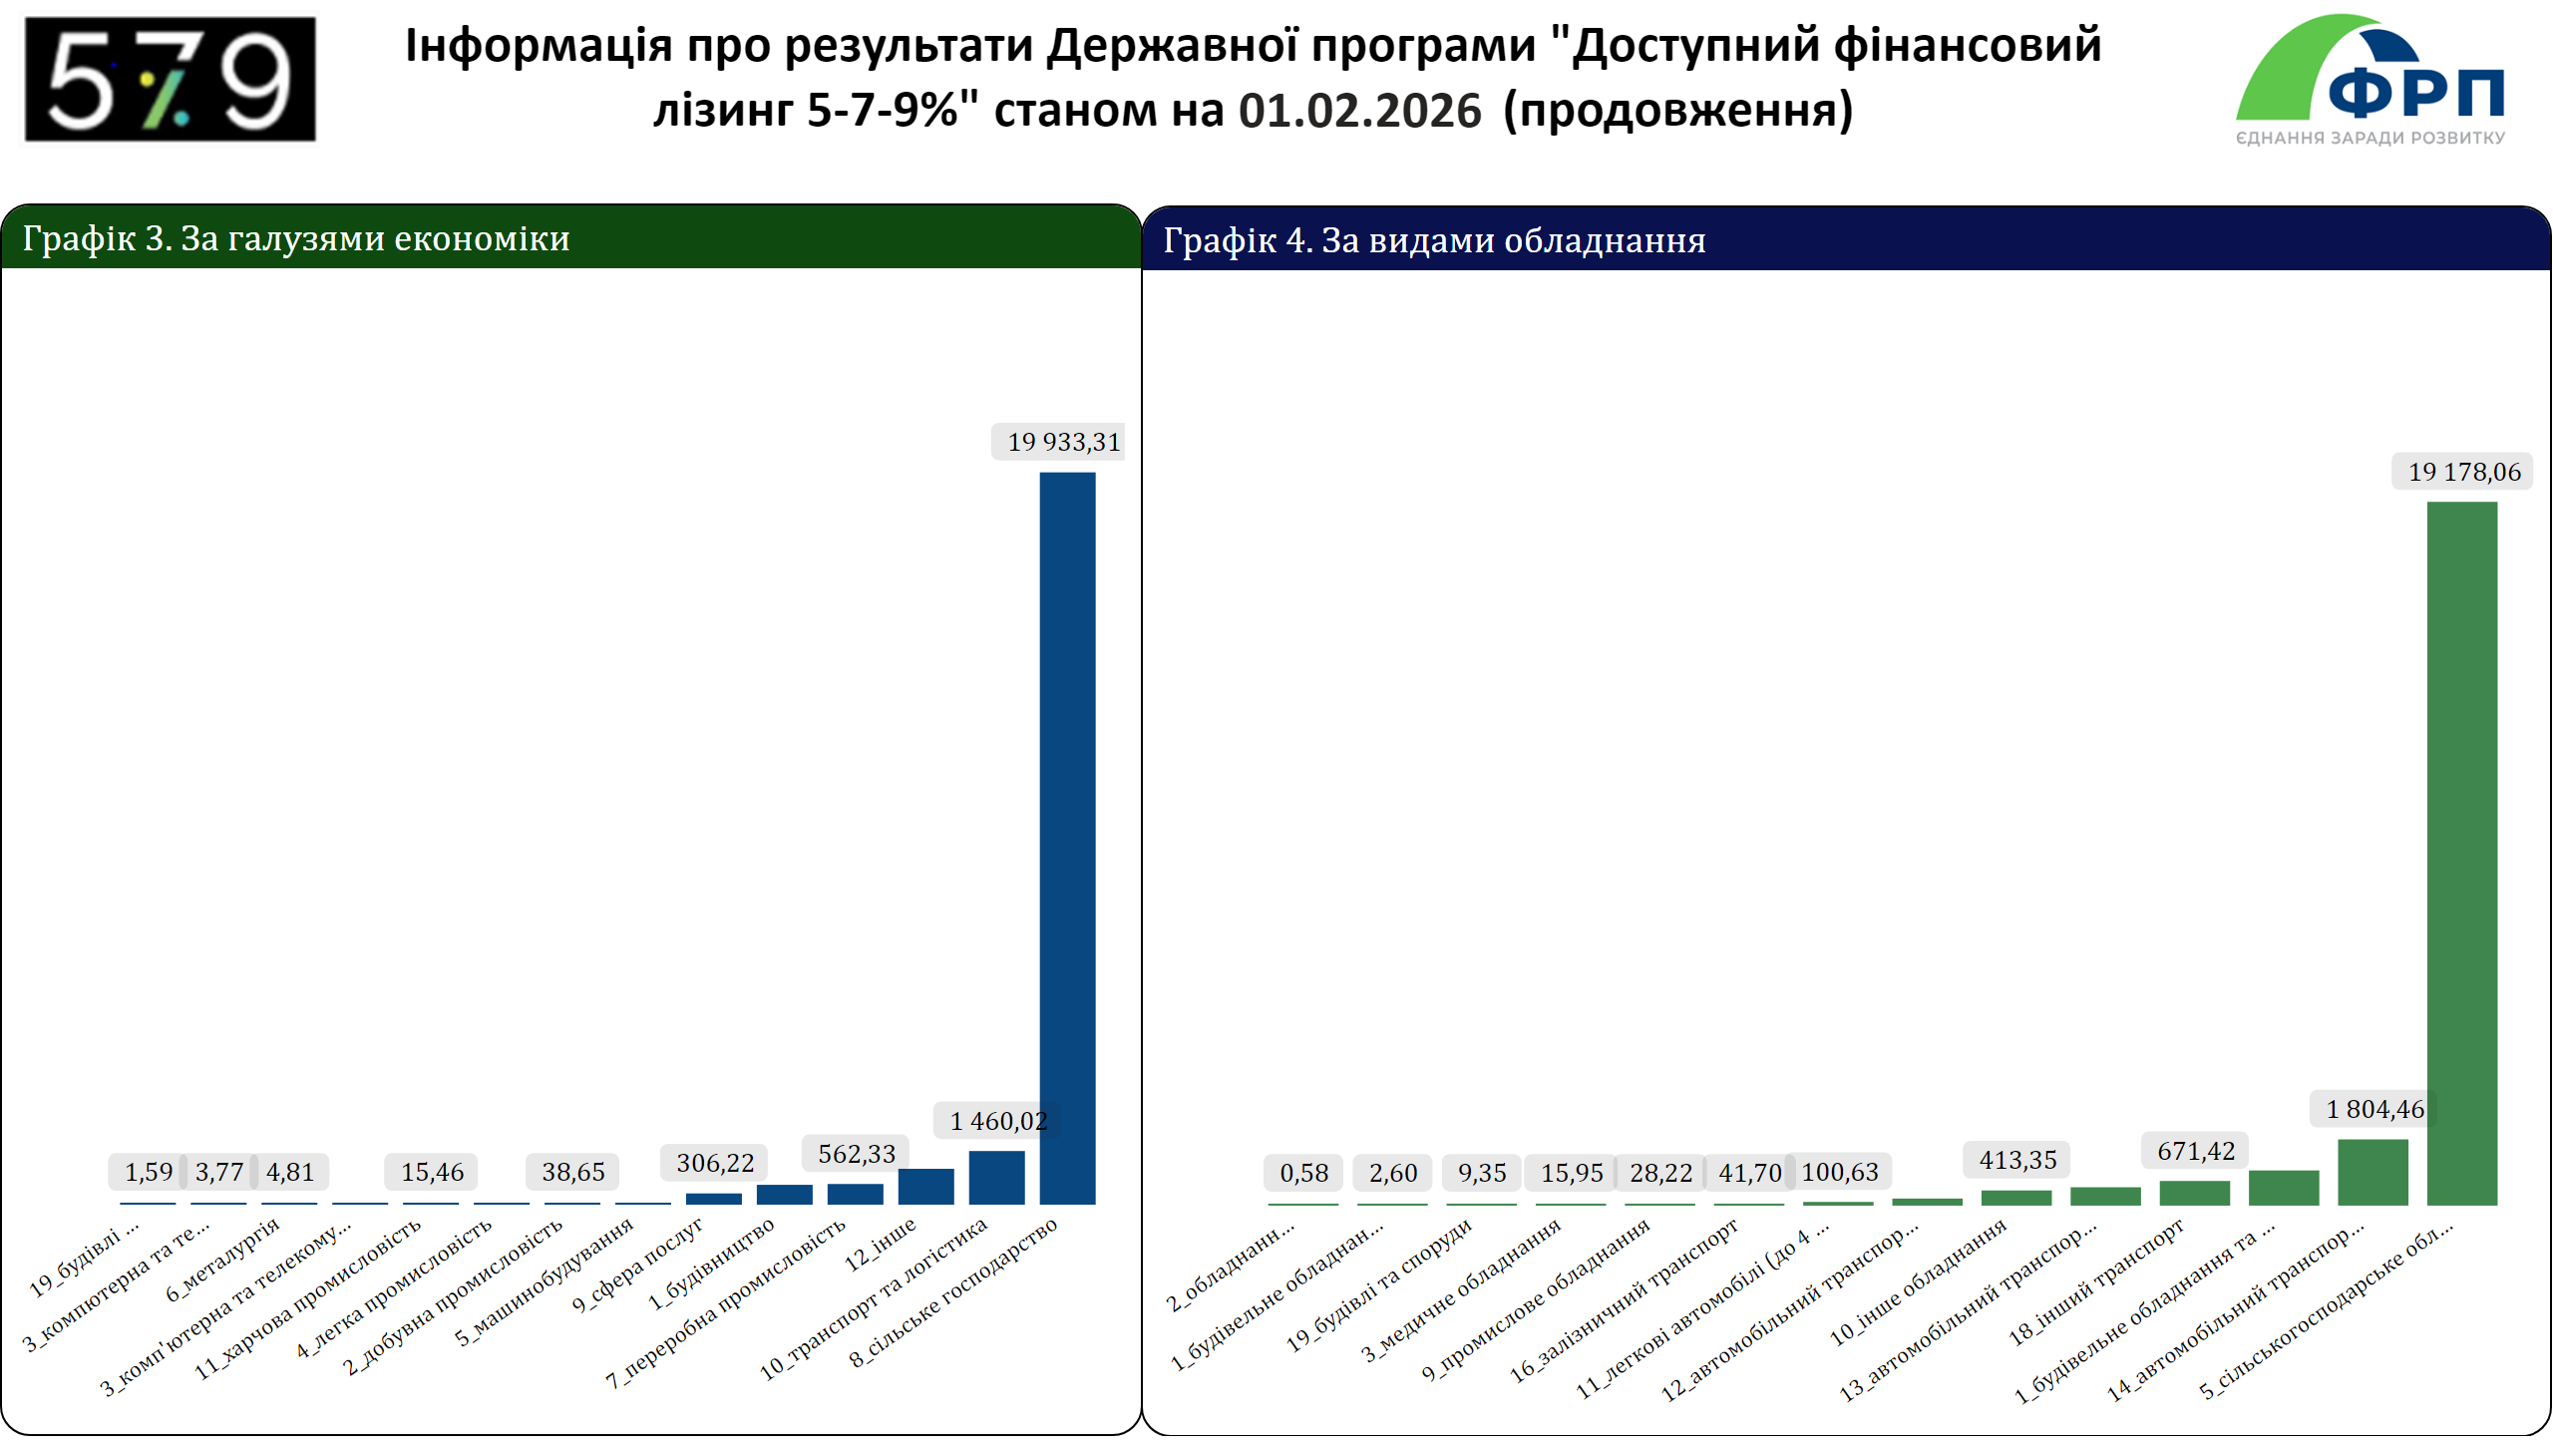 579
Інформація про результати Державної програми "Доступний фінансовий
лізинг 5-7-9%" станом на 01.02.2026 (продовження)
ФРП
ЄДНАННЯ ЗАРАДИ РОЗВИТКУ
Графік 3. За галузями економіки
19 933,31
1 460,02
562,33
306,22
38,65
15,46
4,81
3,77
1,59
19_будівлі ...
3_компютерна та те...
6_металургія
3_комп'ютерна та телекому...
11_харчова промисловість
4_легка промисловість
2_добувна промисловість
5_машинобудування
9_сфера послуг
1_будівництво
7_переробна промисловість
12_інше
10_транспорт та логістика
8_сільське господарство
Графік 4. За видами обладнання
19 178,06
1 804,46
671,42
413,35
100,63
41,70
28,22
15,95
9,35
2,60
0,58
2_обладнанн...
1_будівельне обладнан...
19_будівлі та споруди
3_медичне обладнання
9_промислове обладнання
16_залізничний транспорт
11_легкові автомобілі (до 4 ...
12_автомобільний транспор...
10_інше обладнання
13_автомобільний транспор...
18_інший транспорт
1_будівельне обладнання та ...
14_автомобільний транспор...
5_сільськогосподарське обл...